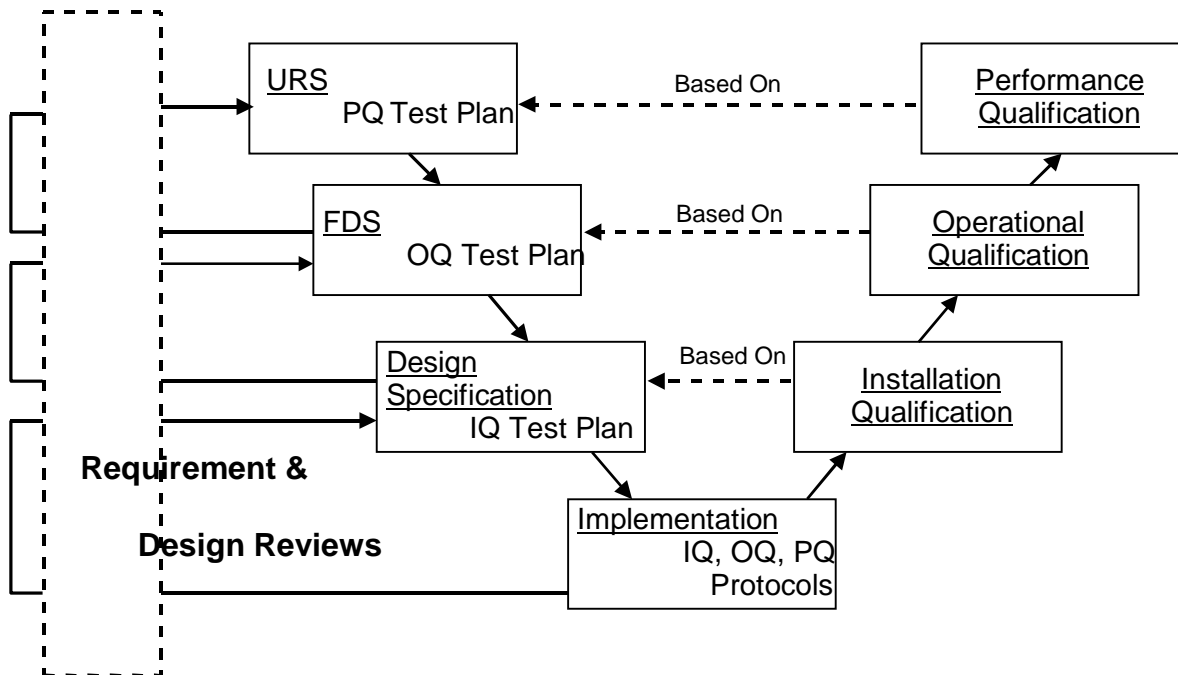 URS
PQ Test Plan
Based On
Performance
Qualification
FDS
OQ Test Plan
Based On
Operational
Qualification
Design
Specification
IQ Test Plan
Based On
Installation
Qualification
Requirement &
Design Reviews
Implementation
IQ, OQ, PQ
Protocols